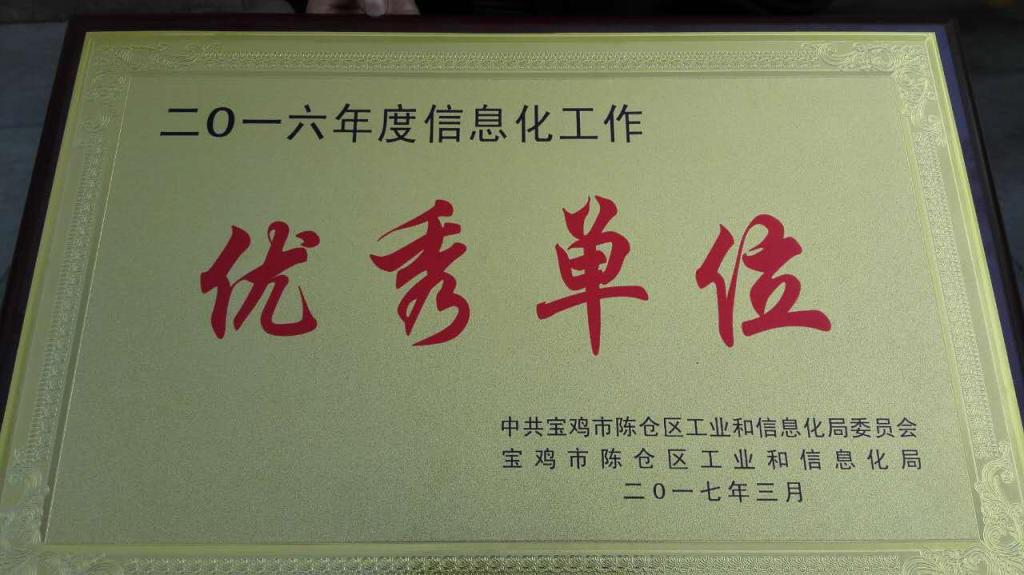 二O一六年度信息化工作
优秀单位
中共宝鸡市陈仓区工业和信息化局委员会
宝鸡市陈仓区工业和信息化局
二O一七年三月